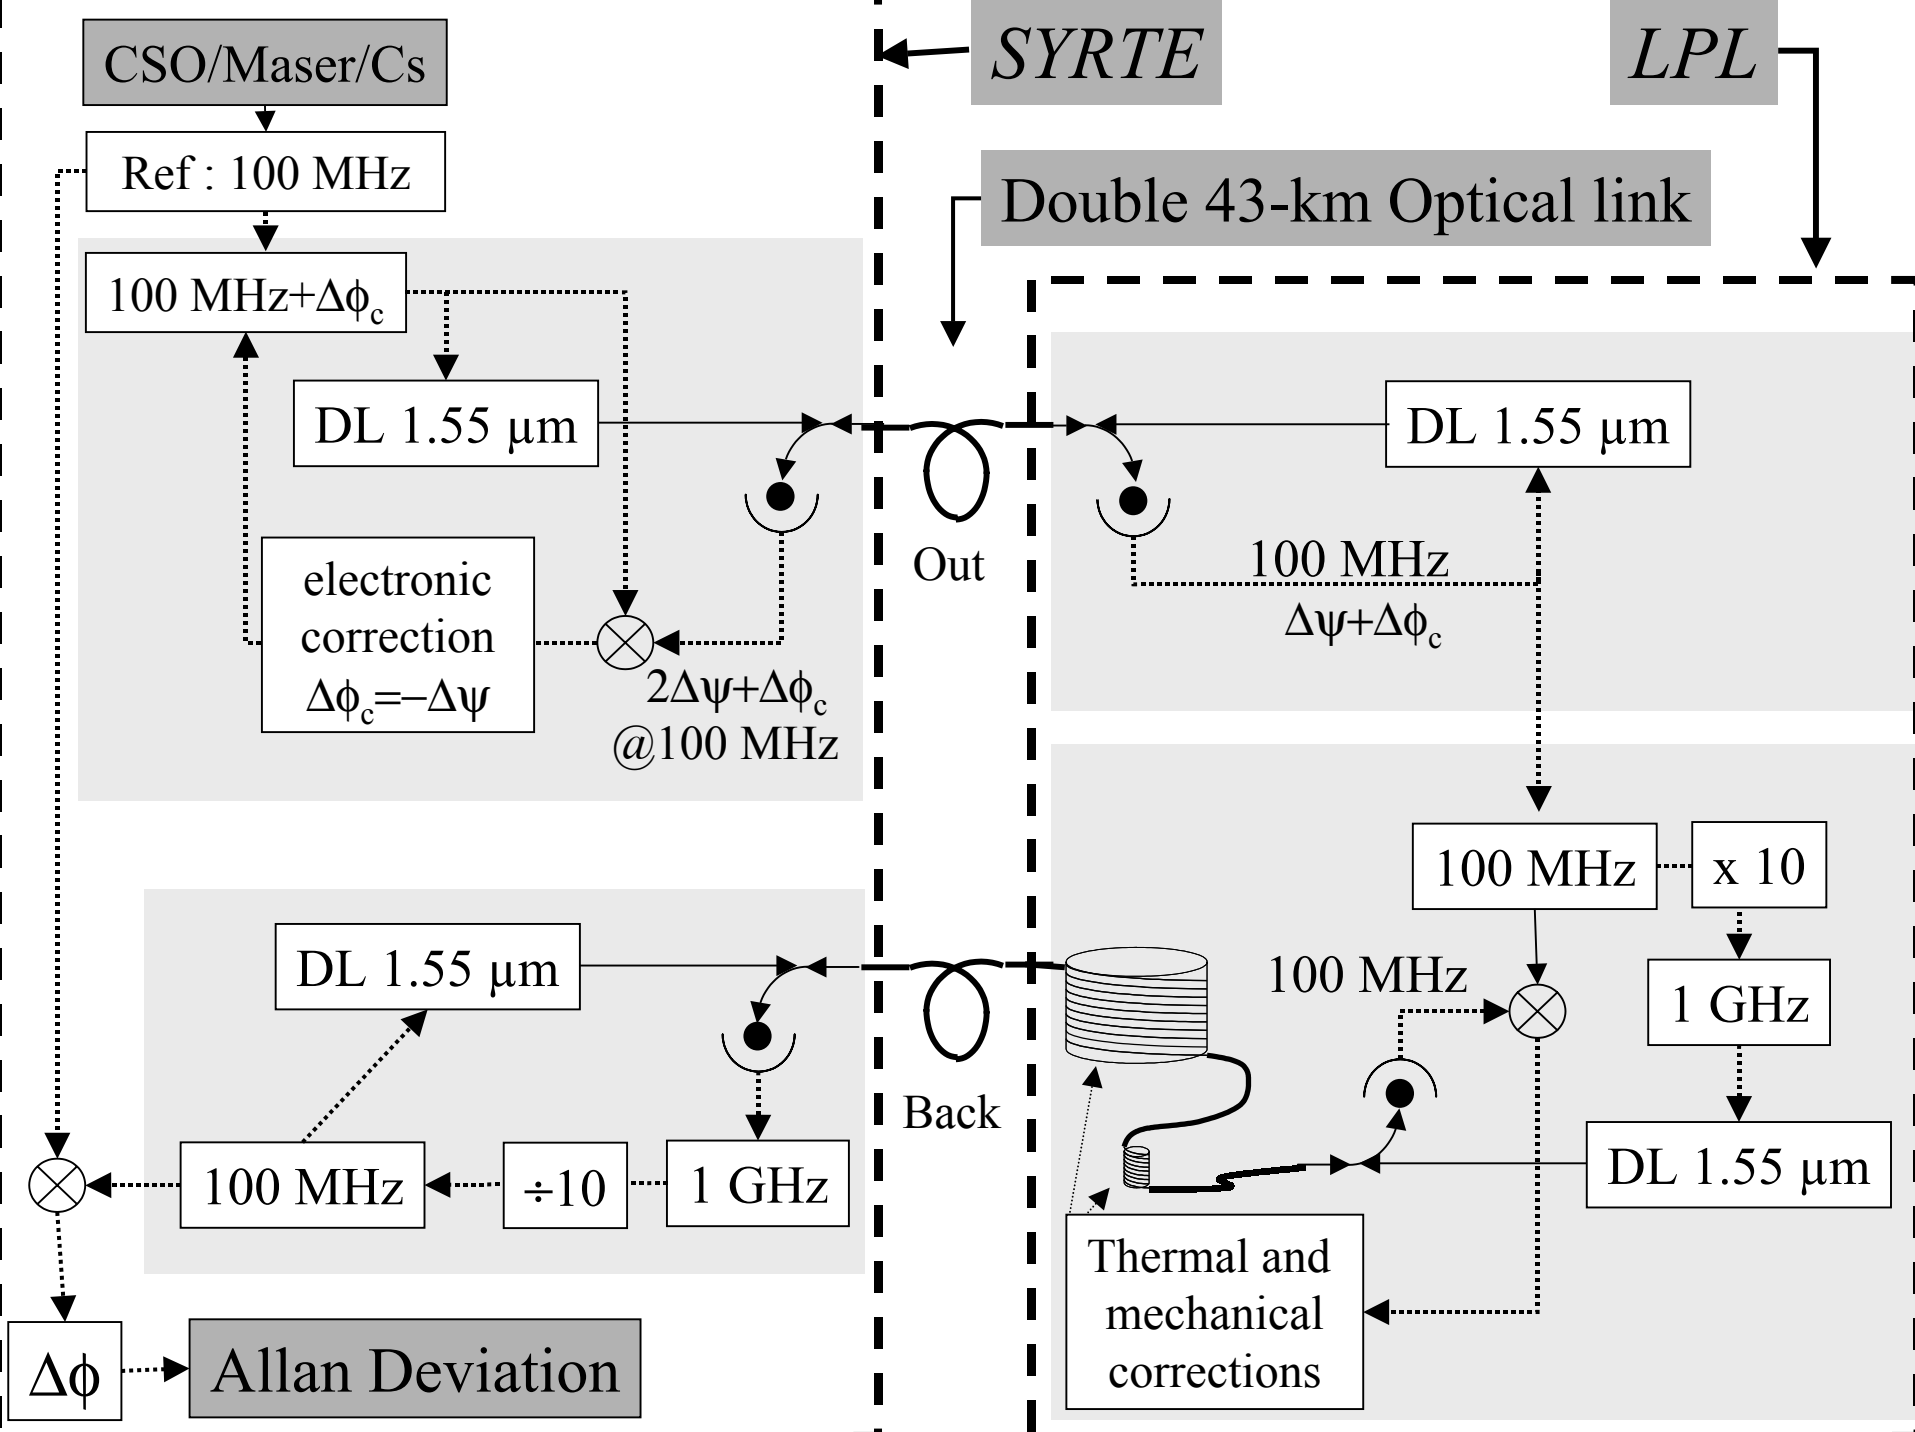 CSO/Maser/Cs
SYRTE
LPL
Ref : 100 MHz
Double 43-km Optical link
100 MHz+Δϕc
DL 1.55 µm
DL 1.55 µm
Out
100 MHz
Δψ+Δϕc
electronic
correction
Δϕc=−Δψ
2Δψ+Δϕc
@100 MHz
100 MHz
x 10
DL 1.55 µm
100 MHz
1 GHz
Back
100 MHz
÷10
1 GHz
DL 1.55 µm
Thermal and
mechanical
corrections
Δϕ
Allan Deviation